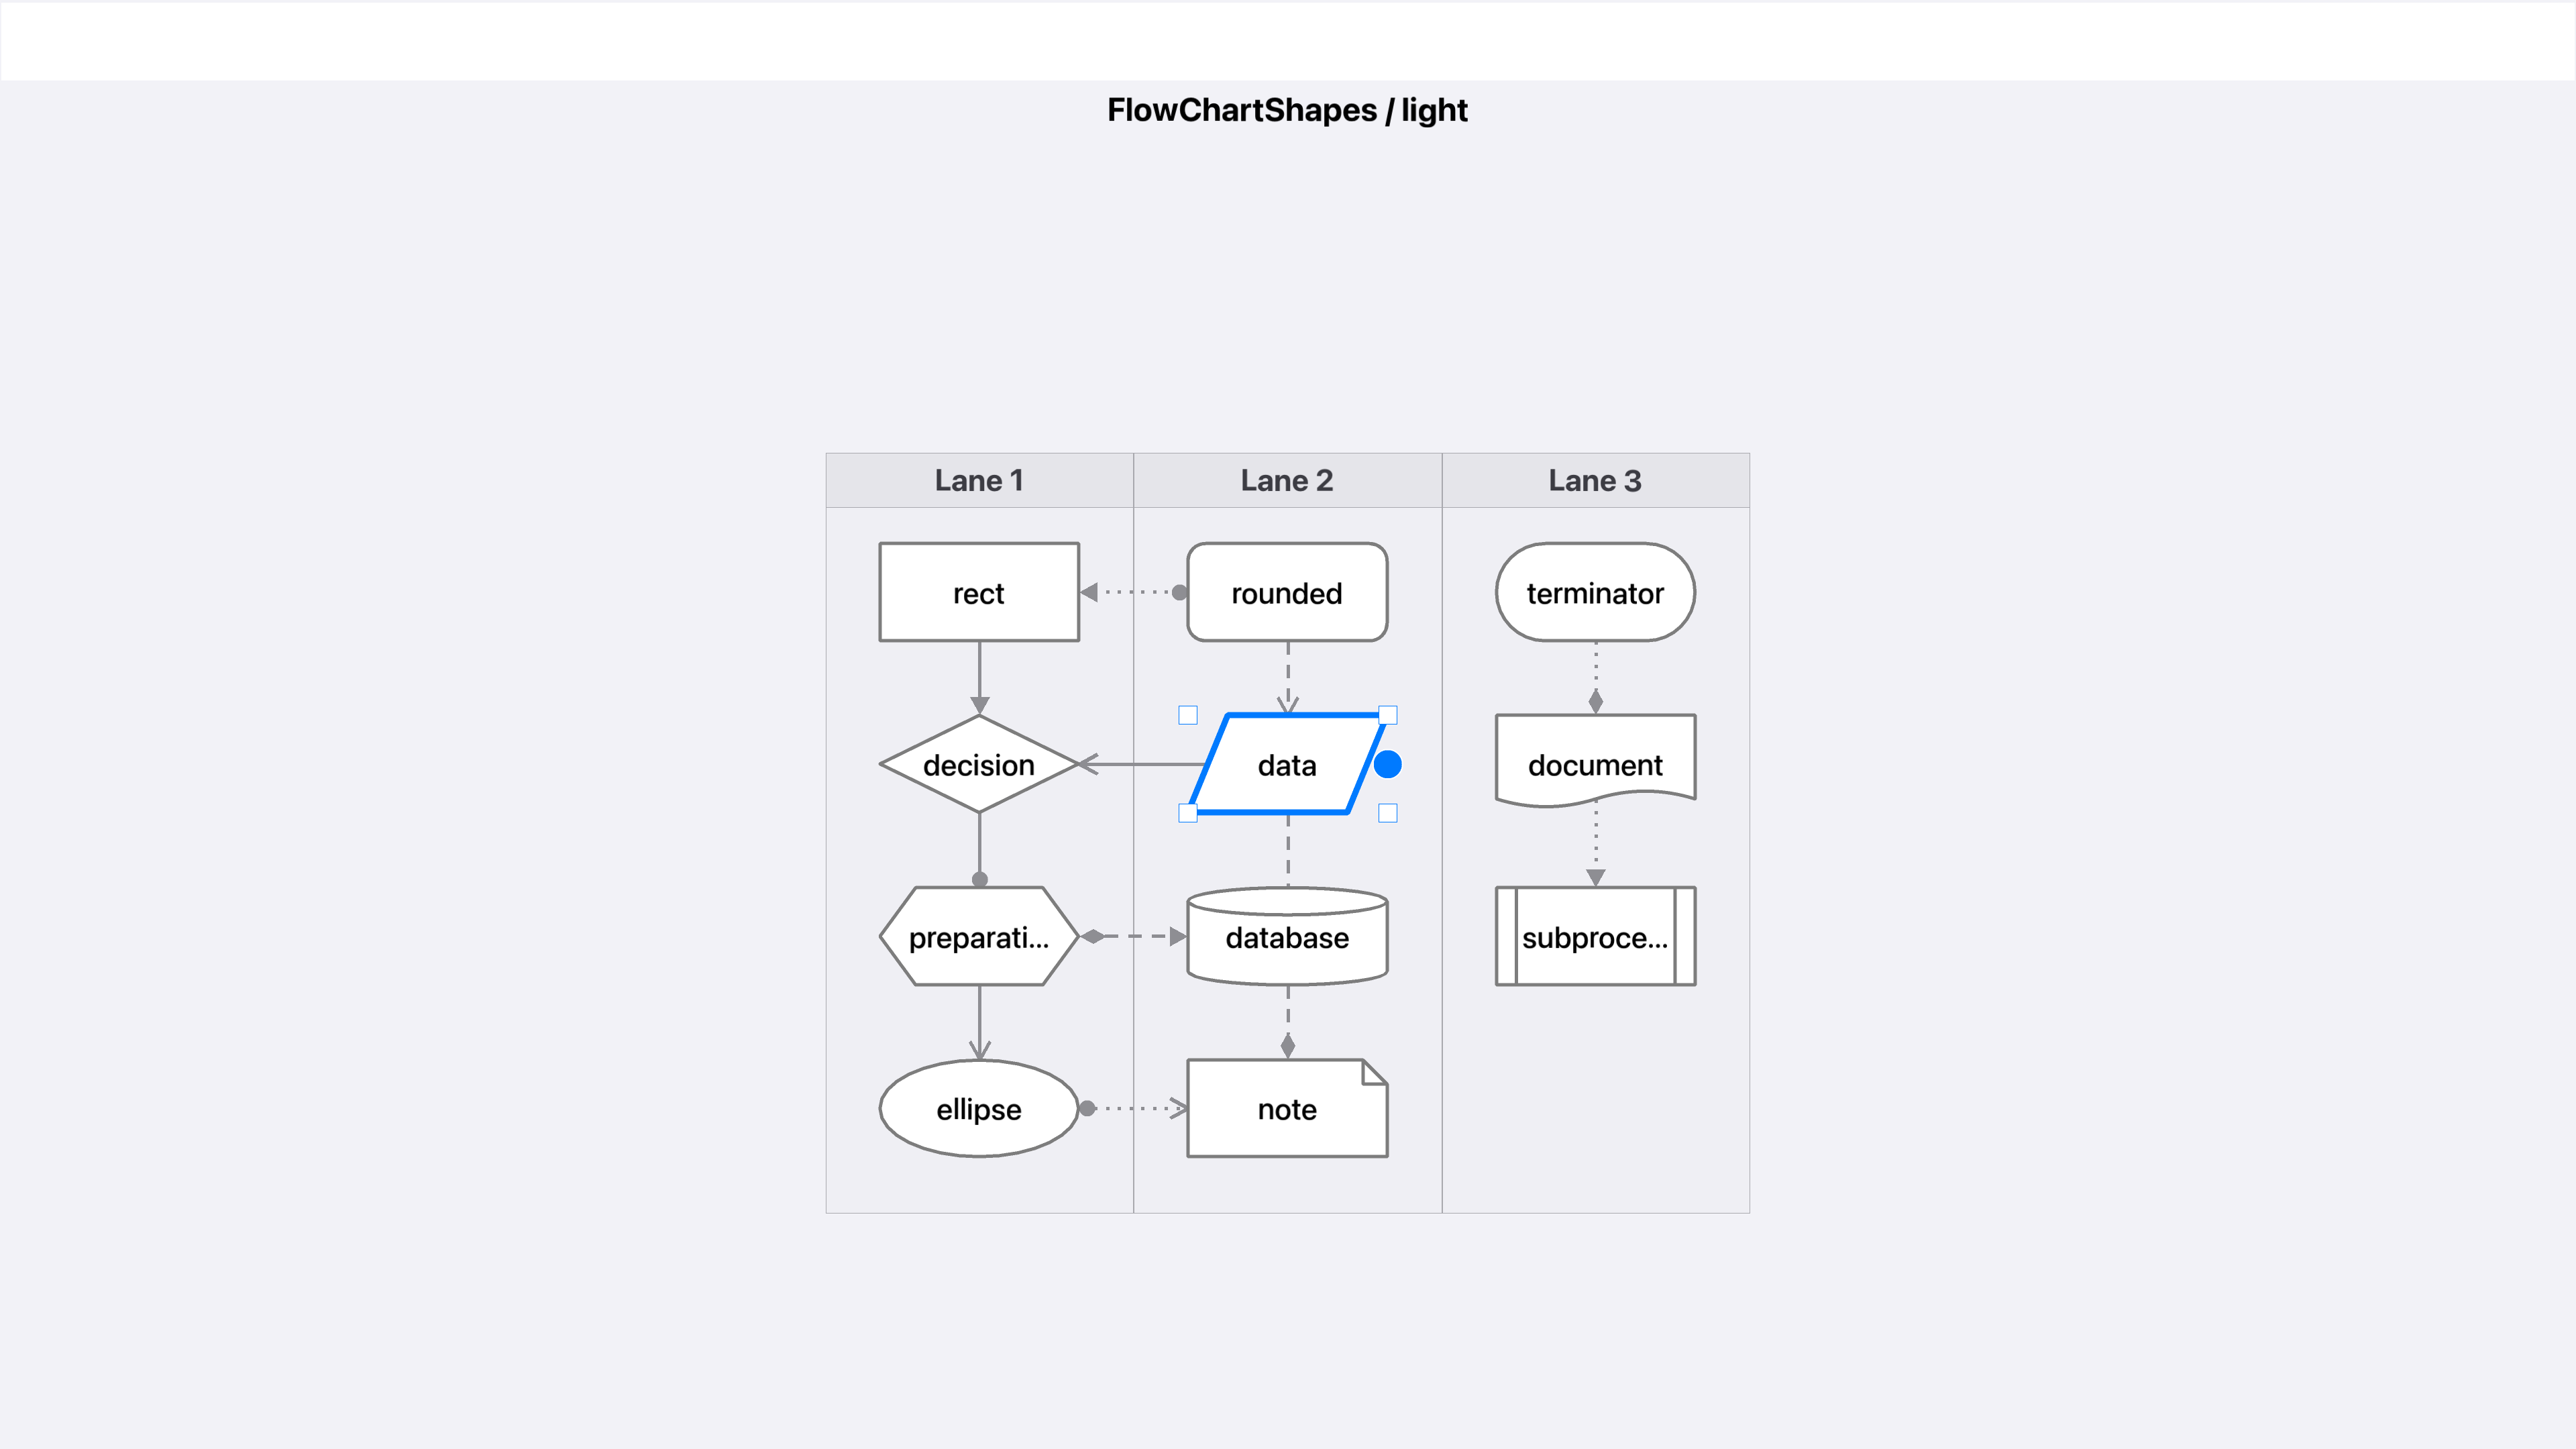 FlowChartShapes / light
Lane 1
Lane 2
Lane 3
rect
rounded
terminator
decision
data
document
preparati...
database
subproce...
ellipse
note